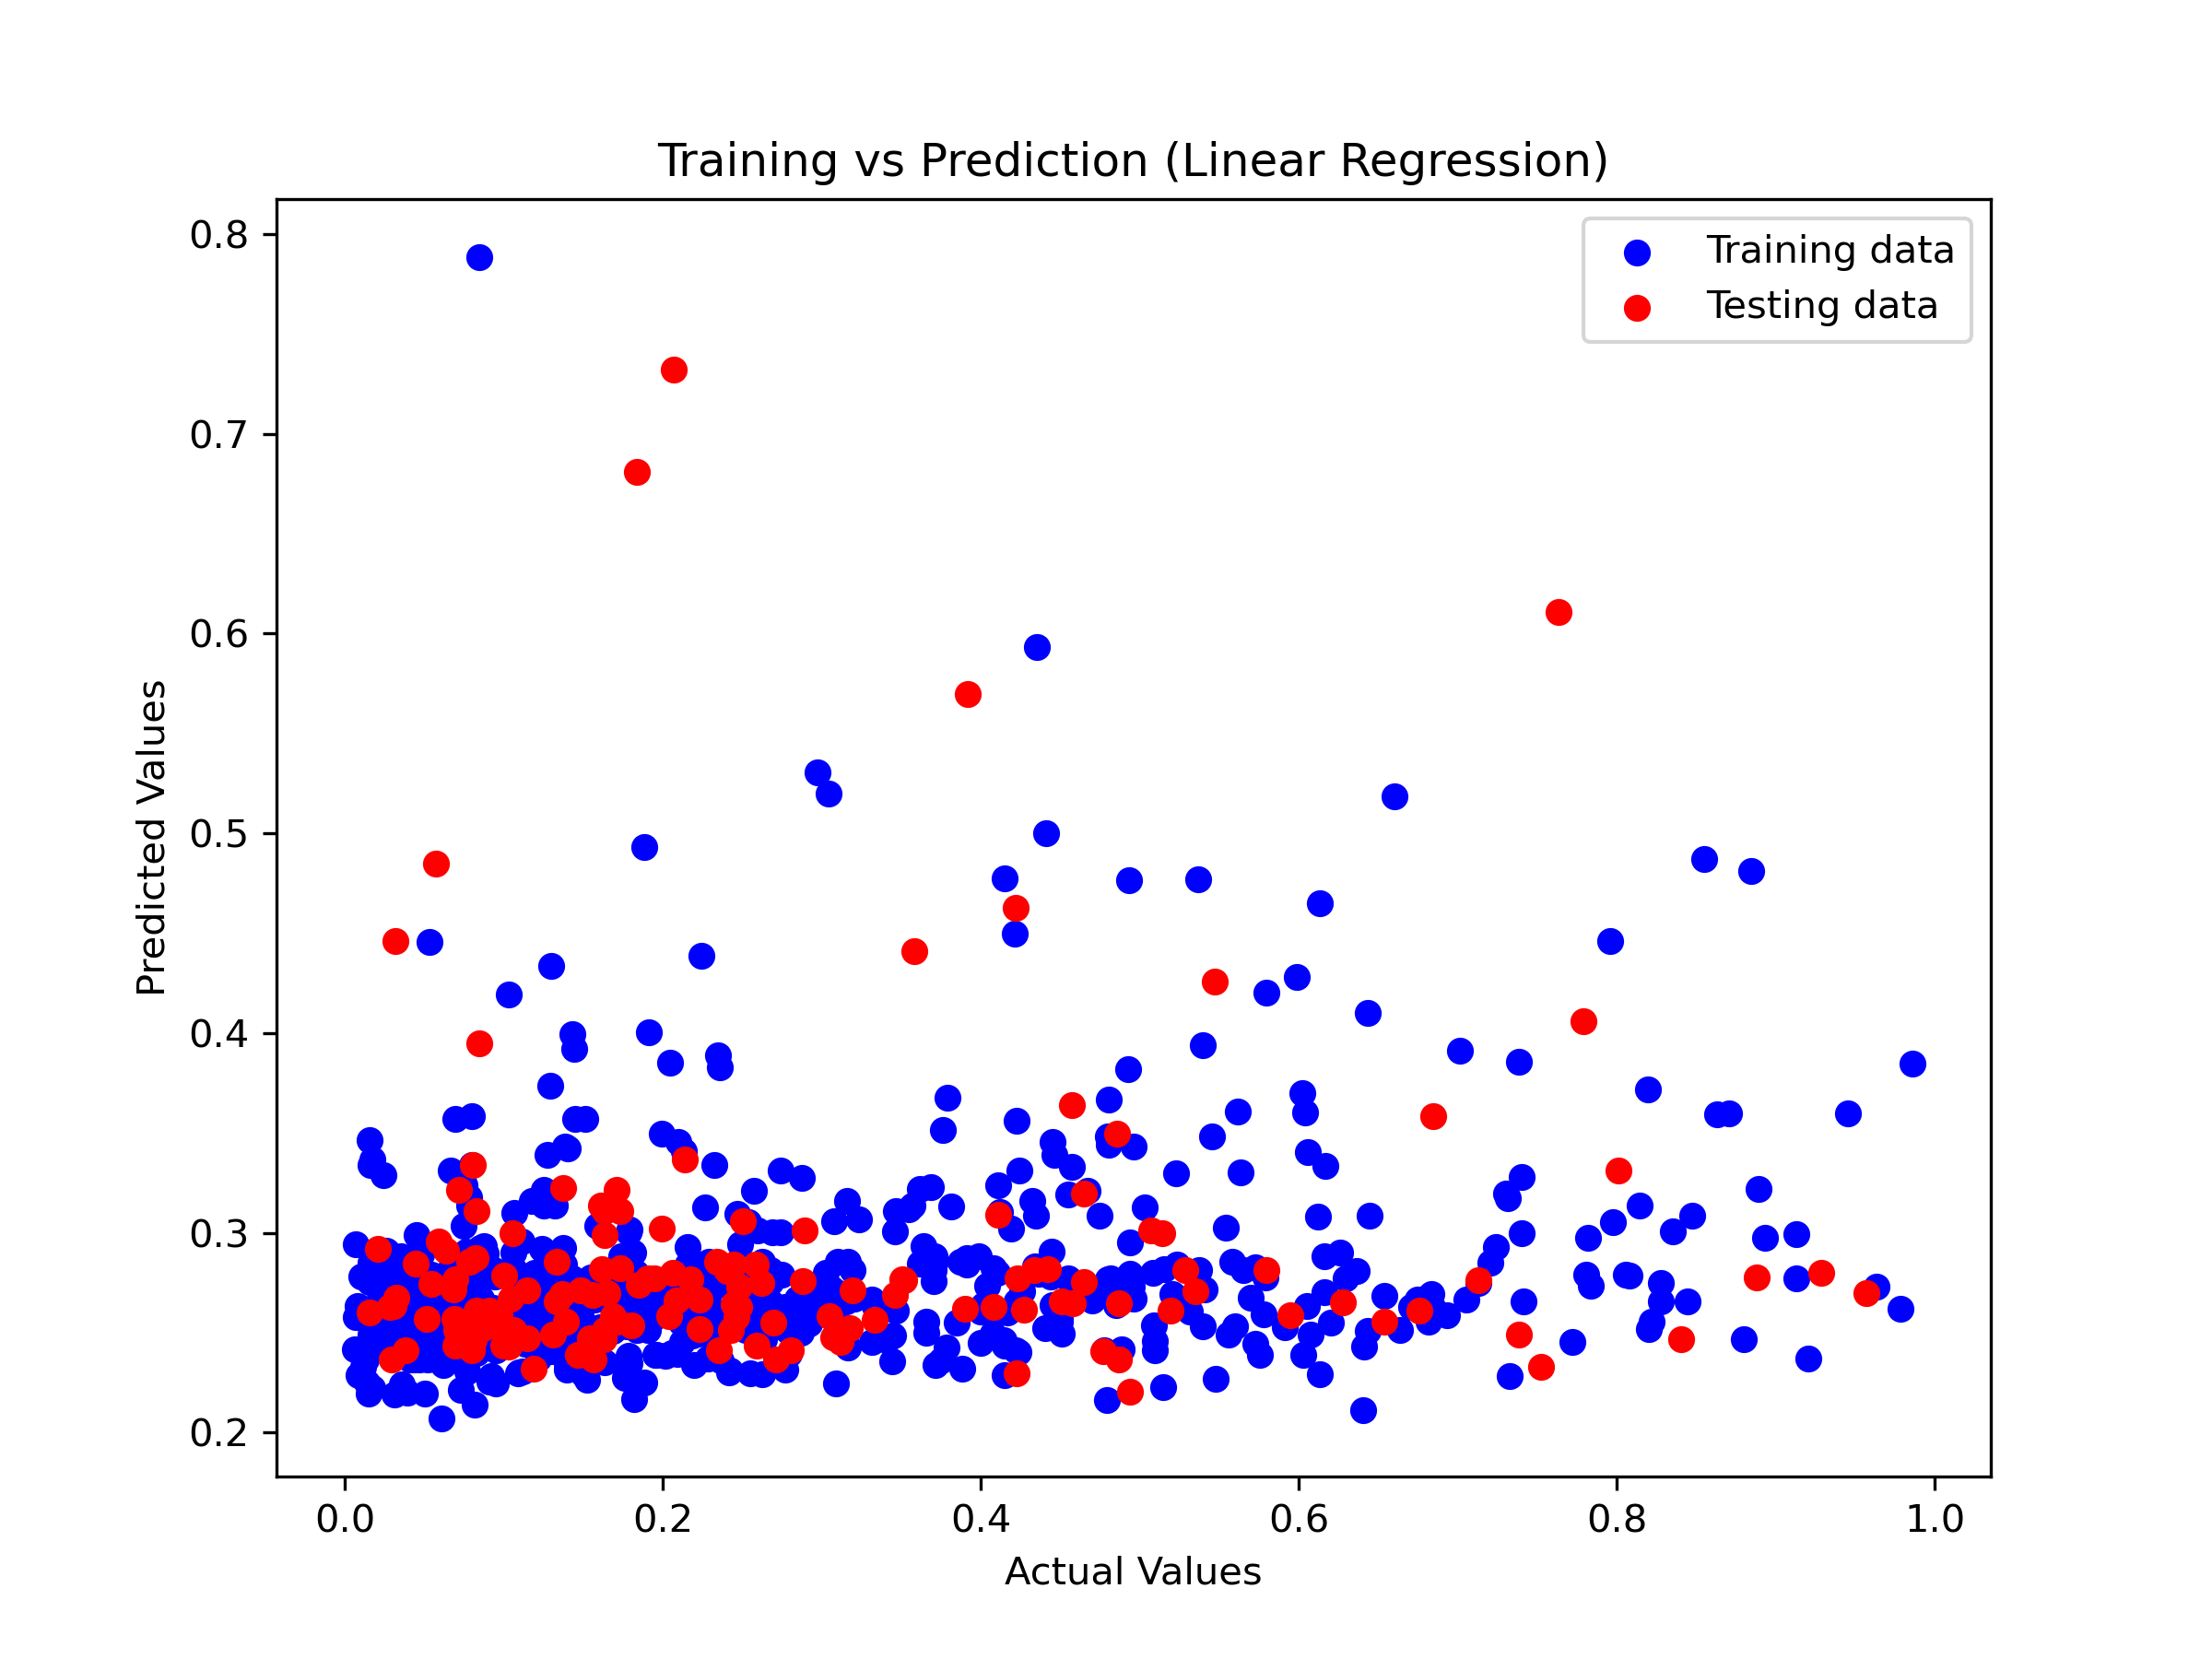 Training vs Prediction (Linear Regression)
Training data
Testing data
Predicted Values
0.8
0.7
0.6
0.5
0.4
0.3
0.2
0.0 0.2 0.4 0.6 0.8 1.0
Actual Values